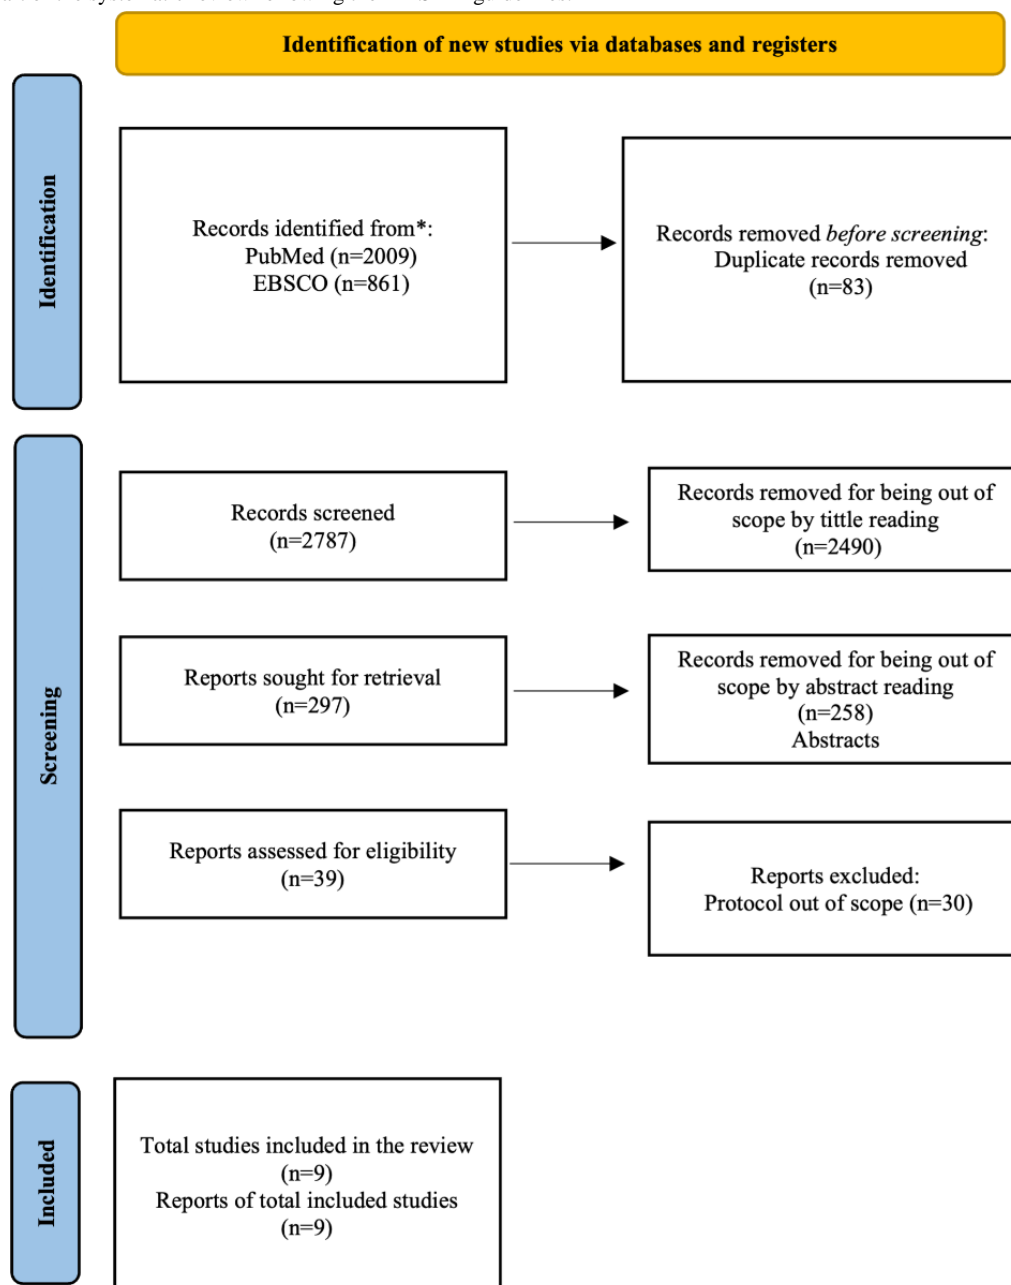 Identification of new studies via databases and registers
Identification
Records identified from*:
PubMed (n=2009)
EBSCO (n=861)
Records removed before screening:
Duplicate records removed
(n=83)
Screening
Records screened
(n=2787)
Records removed for being out of
scope by tittle reading
(n=2490)
Reports sought for retrieval
(n=297)
Records removed for being out of
scope by abstract reading
(n=258)
Abstracts
Reports assessed for eligibility
(n=39)
Reports excluded:
Protocol out of scope (n=30)
Included
Total studies included in the review
(n=9)
Reports of total included studies
(n=9)